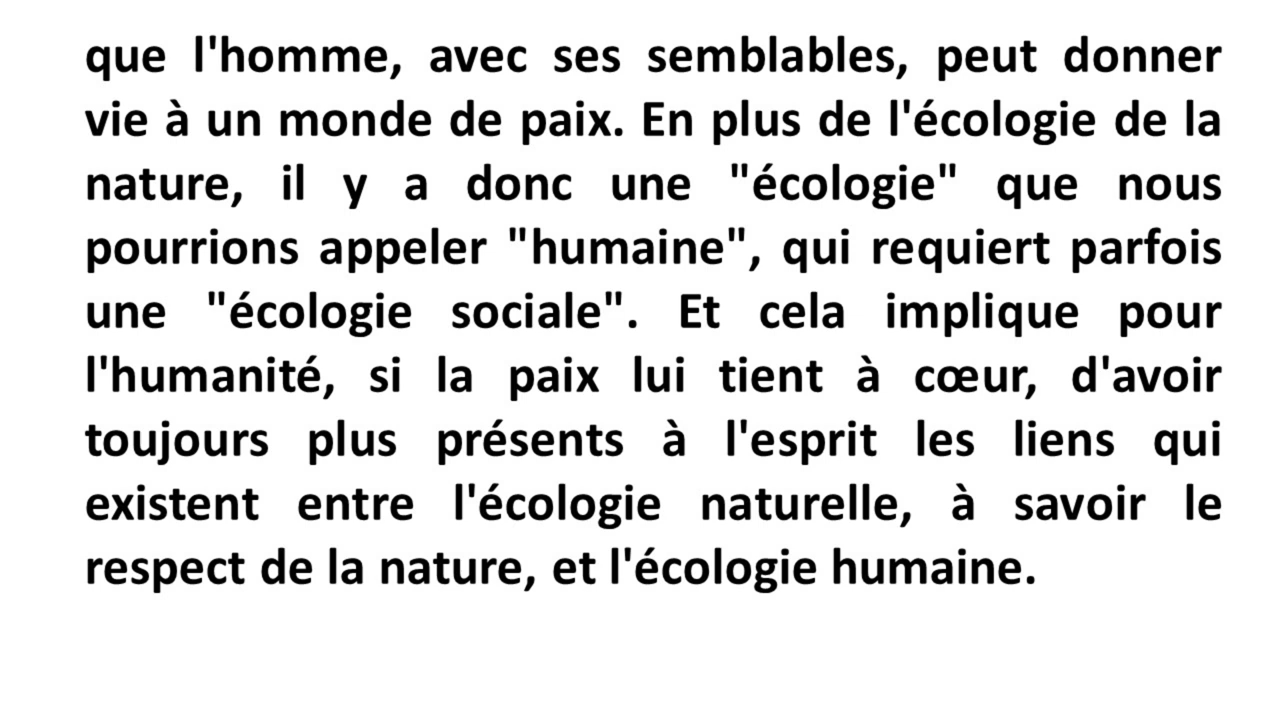 que l'homme, avec ses semblables, peut donner
vie à un monde de paix. En plus de l'écologie de la
nature, il y a donc une "écologie" que nous
pourrions appeler "humaine", qui requiert parfois
une "écologie sociale". Et cela implique pour
l'humanité, si la paix lui tient à cœur, d'avoir
toujours plus présents à l'esprit les liens qui
existent entre l'écologie naturelle, à savoir le
respect de la nature, et l'écologie humaine.